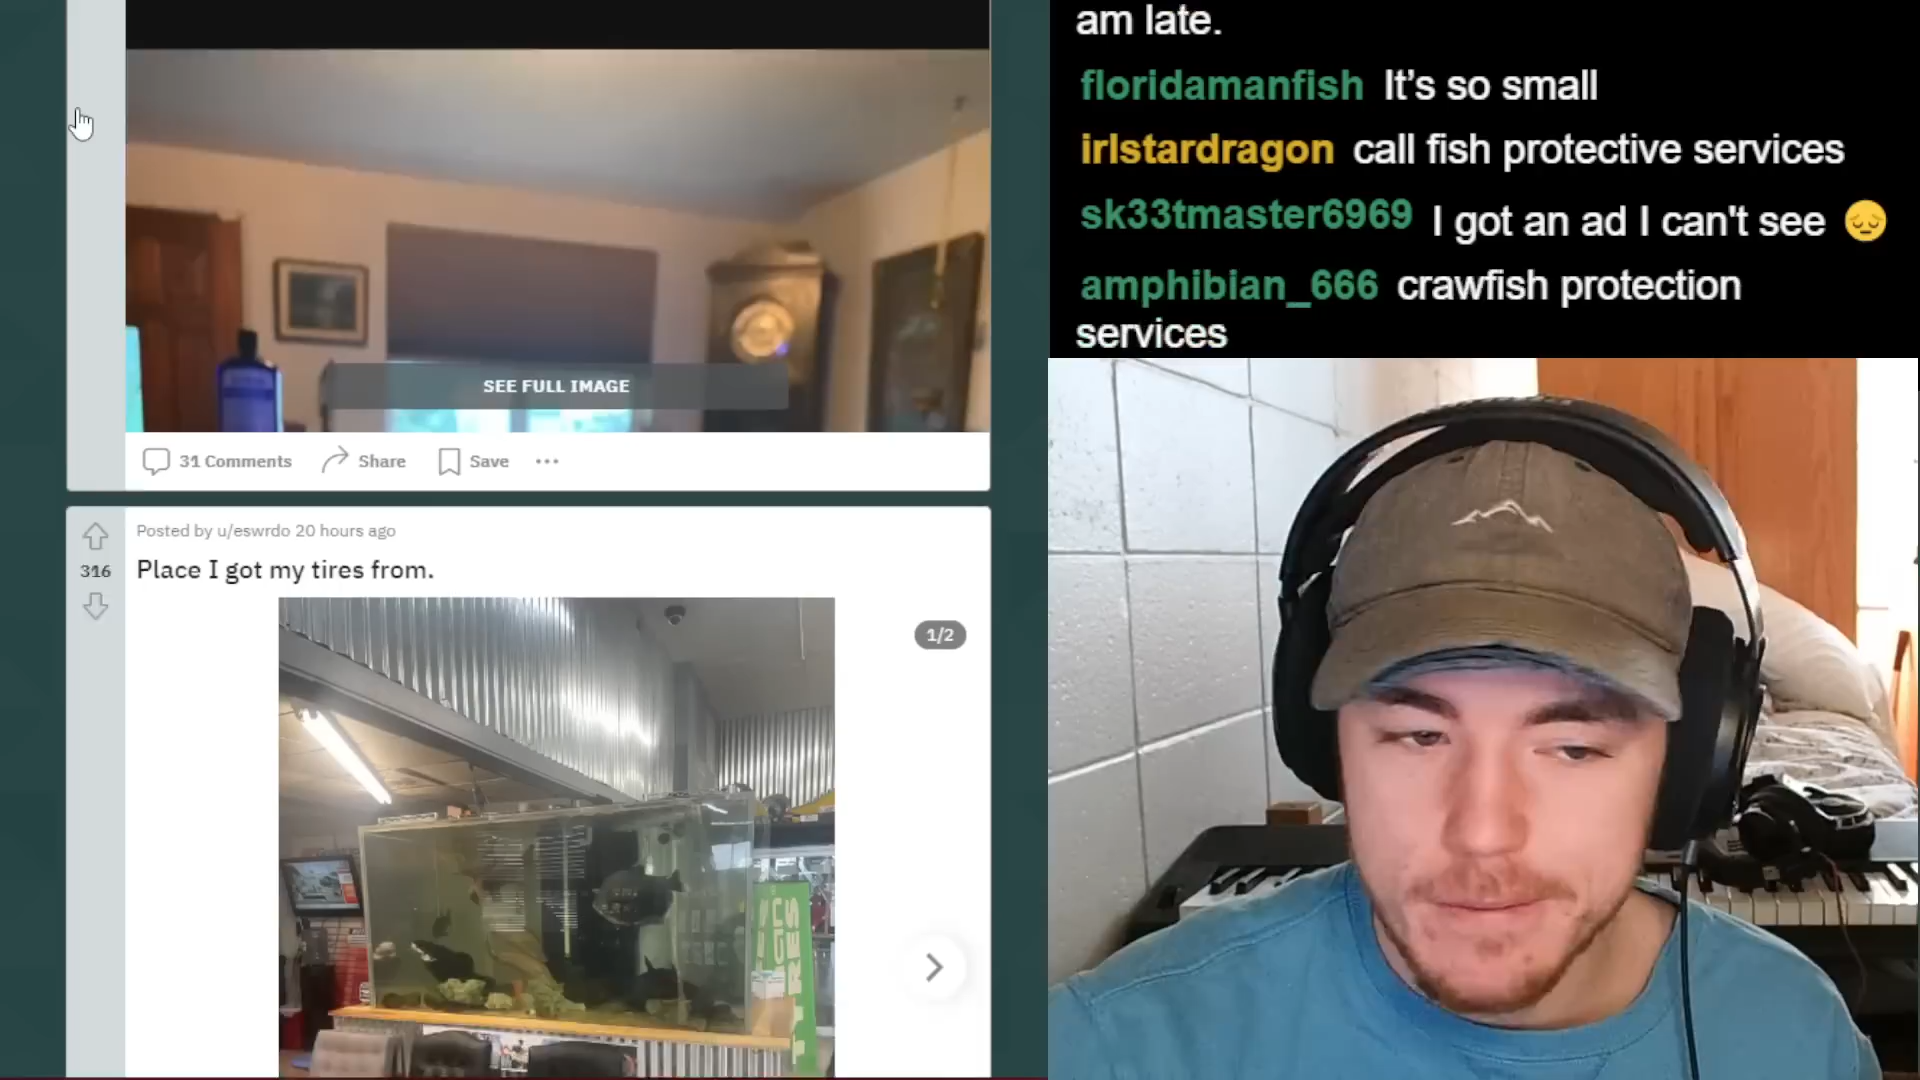 am late.
floridamanfish It's so small
irlstardragon call fish protective services
sk33tmaster6969 I got an ad I can't see 😔
amphibian_666 crawfish protection
services
SEE FULL IMAGE
31 Comments Share Save ...
Posted by u/eswrdo 20 hours ago
316
Place I got my tires from.
1/2
TYRES